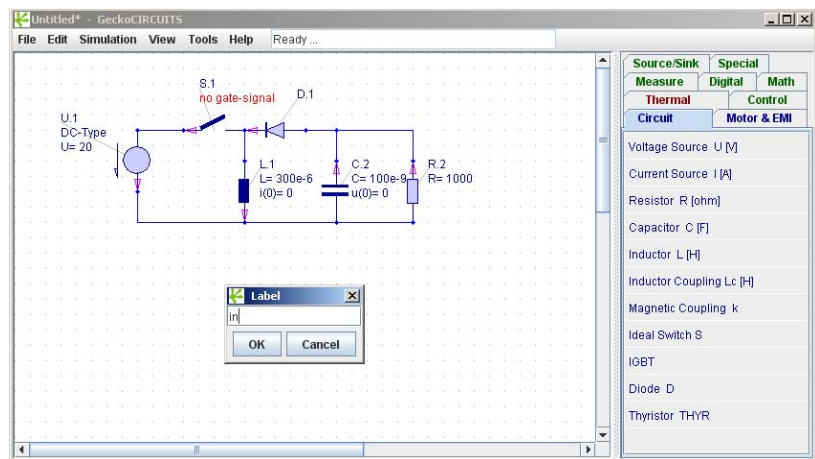 Untitled* - GeckoCIRCUITS
File Edit Simulation View Tools Help Ready ...
S.1
no gate-signal
D.1
U.1
DC-Type
U= 20
L.1
L= 300e-6
i(0)= 0
C.2
C= 100e-9
u(0)= 0
R.2
R= 1000
Label
in
OK Cancel
Source/Sink Special
Measure Digital Math
Thermal Control
Circuit Motor & EMI
Voltage Source U [V]
Current Source I [A]
Resistor R [ohm]
Capacitor C [F]
Inductor L [H]
Inductor Coupling Lc [H]
Magnetic Coupling k
Ideal Switch S
IGBT
Diode D
Thyristor THYR